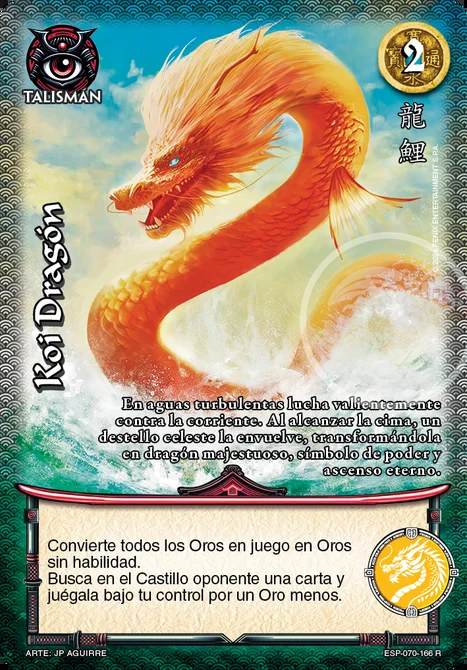 TALISMAN
2
龍
鯉
Koi Dragón
En aguas turbulentas lucha valientemente
contra la corriente. Al alcanzar la cima, un
destello celeste la envuelve, transformándola
en dragón majestuoso, símbolo de poder y
ascenso eterno.
Convierte todos los Oros en juego en Oros
sin habilidad.
Busca en el Castillo oponente una carta y
juégala bajo tu control por un Oro menos.
ARTE: JP AGUIRRE
ESP-070-166 R